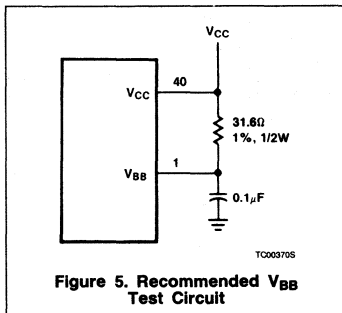 VCC
VCC 40
31.6Ω
1%, 1/2W
VBB 1
0.1μF
TC00370S
Figure 5. Recommended VBB
Test Circuit